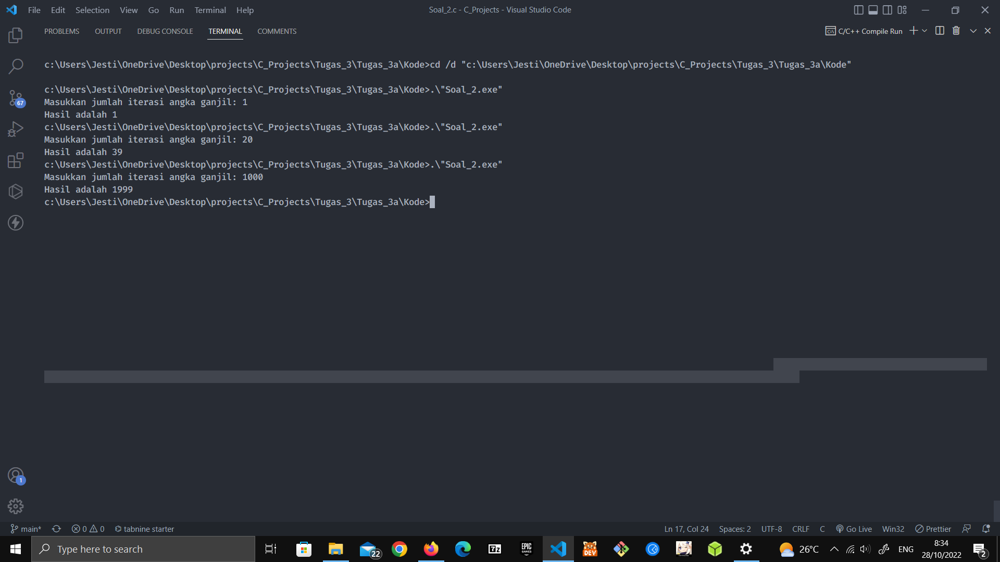 File Edit Selection View Go Run Terminal Help
Soal_2.c - C_Projects - Visual Studio Code
PROBLEMS OUTPUT DEBUG CONSOLE TERMINAL COMMENTS
C/C++ Compile Run
c:\Users\Jesti\OneDrive\Desktop\projects\C_Projects\Tugas_3\Tugas_3a\Kode>cd /d "c:\Users\Jesti\OneDrive\Desktop\projects\C_Projects\Tugas_3\Tugas_3a\Kode"
c:\Users\Jesti\OneDrive\Desktop\projects\C_Projects\Tugas_3\Tugas_3a\Kode>.\"Soal_2.exe"
Masukkan jumlah iterasi angka ganjil: 1
Hasil adalah 1
c:\Users\Jesti\OneDrive\Desktop\projects\C_Projects\Tugas_3\Tugas_3a\Kode>.\"Soal_2.exe"
Masukkan jumlah iterasi angka ganjil: 20
Hasil adalah 39
c:\Users\Jesti\OneDrive\Desktop\projects\C_Projects\Tugas_3\Tugas_3a\Kode>.\"Soal_2.exe"
Masukkan jumlah iterasi angka ganjil: 1000
Hasil adalah 1999
c:\Users\Jesti\OneDrive\Desktop\projects\C_Projects\Tugas_3\Tugas_3a\Kode>
67
1
main* 0 0 tabnine starter
Ln 17, Col 24 Spaces: 2 UTF-8 CRLF C Go Live Win32 Prettier
Type here to search
22
7z
EPIC GAMES
DEV
26°C
ENG
8:34
28/10/2022
2